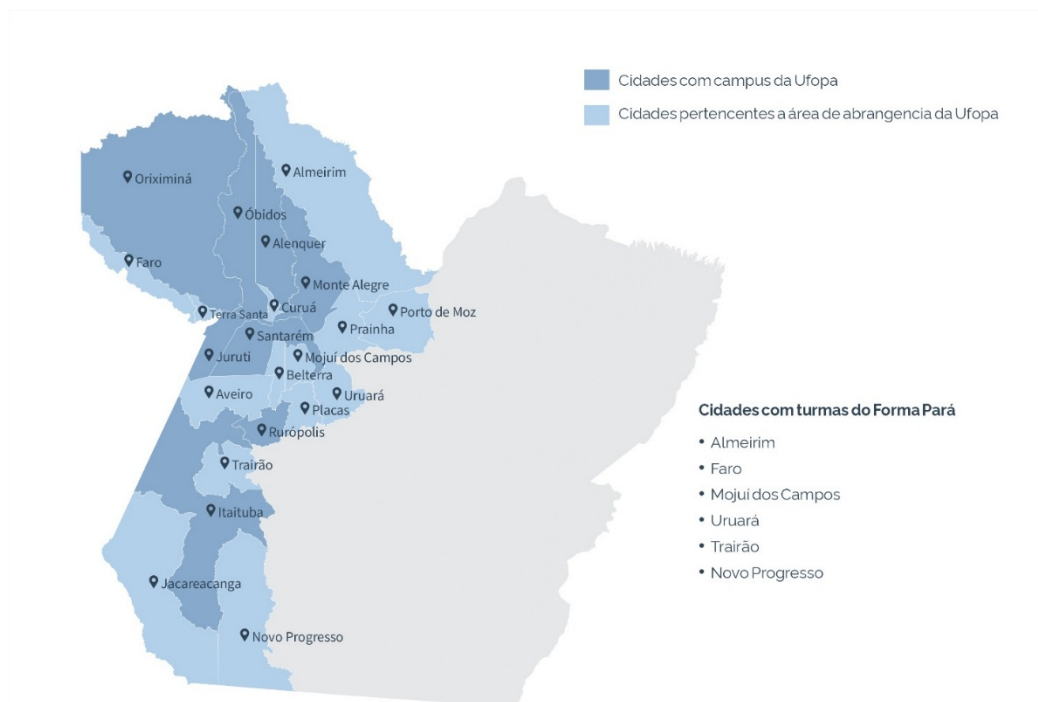 Cidades com campus da Ufopa
Cidades pertencentes a área de abrangencia da Ufopa
Almeirim
Oriximiná
Óbidos
Alenquer
Faro
Monte Alegre
Curuá
Terra Santa
Porto de Moz
Prainha
Santarém
Juruti
Mojuí dos Campos
Belterra
Aveiro
Uruará
Placas
Rurópolis
Trairão
Itaituba
Jacareacanga
Novo Progresso
Cidades com turmas do Forma Pará
• Almeirim
• Faro
• Mojuí dos Campos
• Uruará
• Trairão
• Novo Progresso